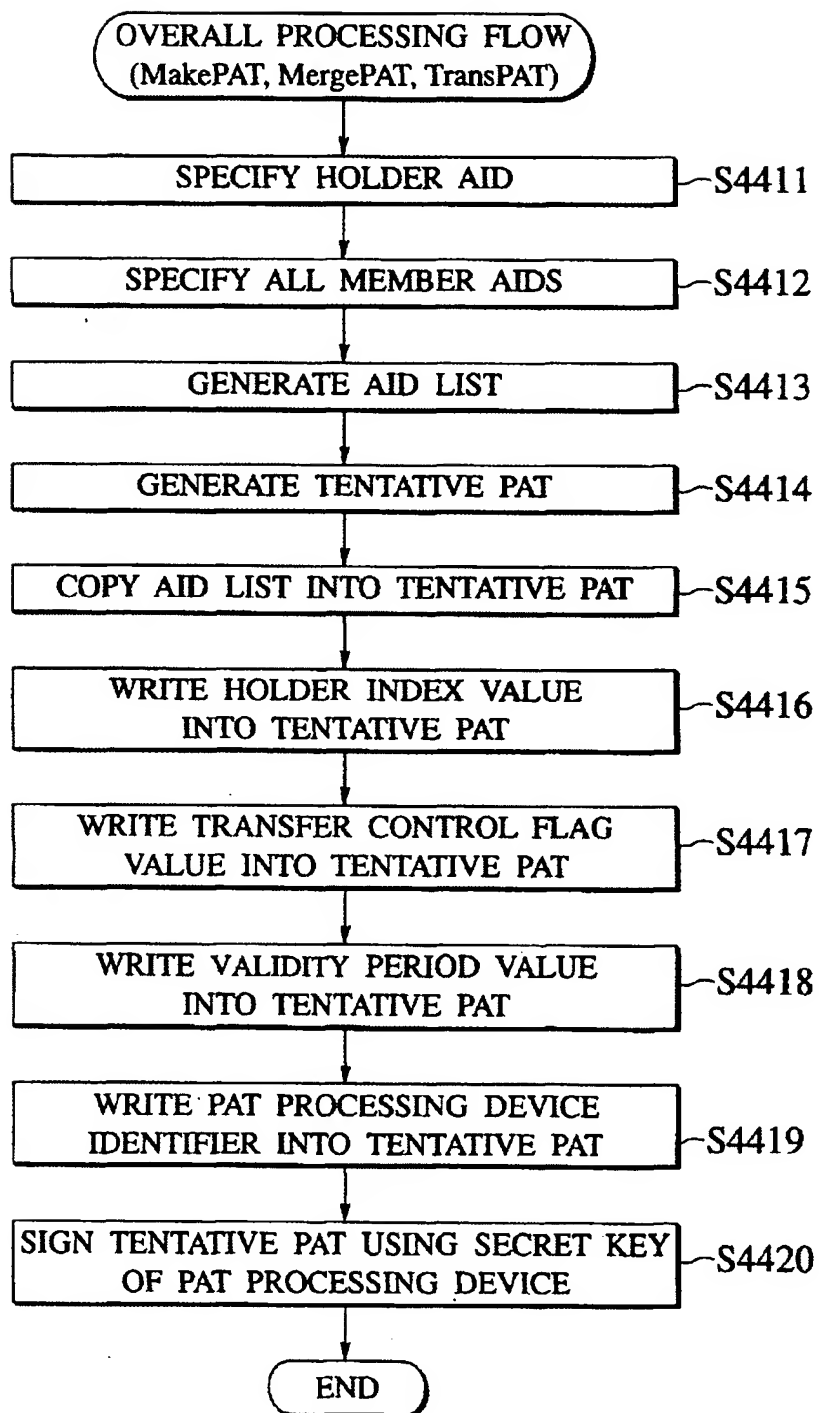 OVERALL PROCESSING FLOW
(MakePAT, MergePAT, TransPAT)
SPECIFY HOLDER AID
S4411
SPECIFY ALL MEMBER AIDS
S4412
GENERATE AID LIST
S4413
GENERATE TENTATIVE PAT
S4414
COPY AID LIST INTO TENTATIVE PAT
S4415
WRITE HOLDER INDEX VALUE
INTO TENTATIVE PAT
S4416
WRITE TRANSFER CONTROL FLAG
VALUE INTO TENTATIVE PAT
S4417
WRITE VALIDITY PERIOD VALUE
INTO TENTATIVE PAT
S4418
WRITE PAT PROCESSING DEVICE
IDENTIFIER INTO TENTATIVE PAT
S4419
SIGN TENTATIVE PAT USING SECRET KEY
OF PAT PROCESSING DEVICE
S4420
END